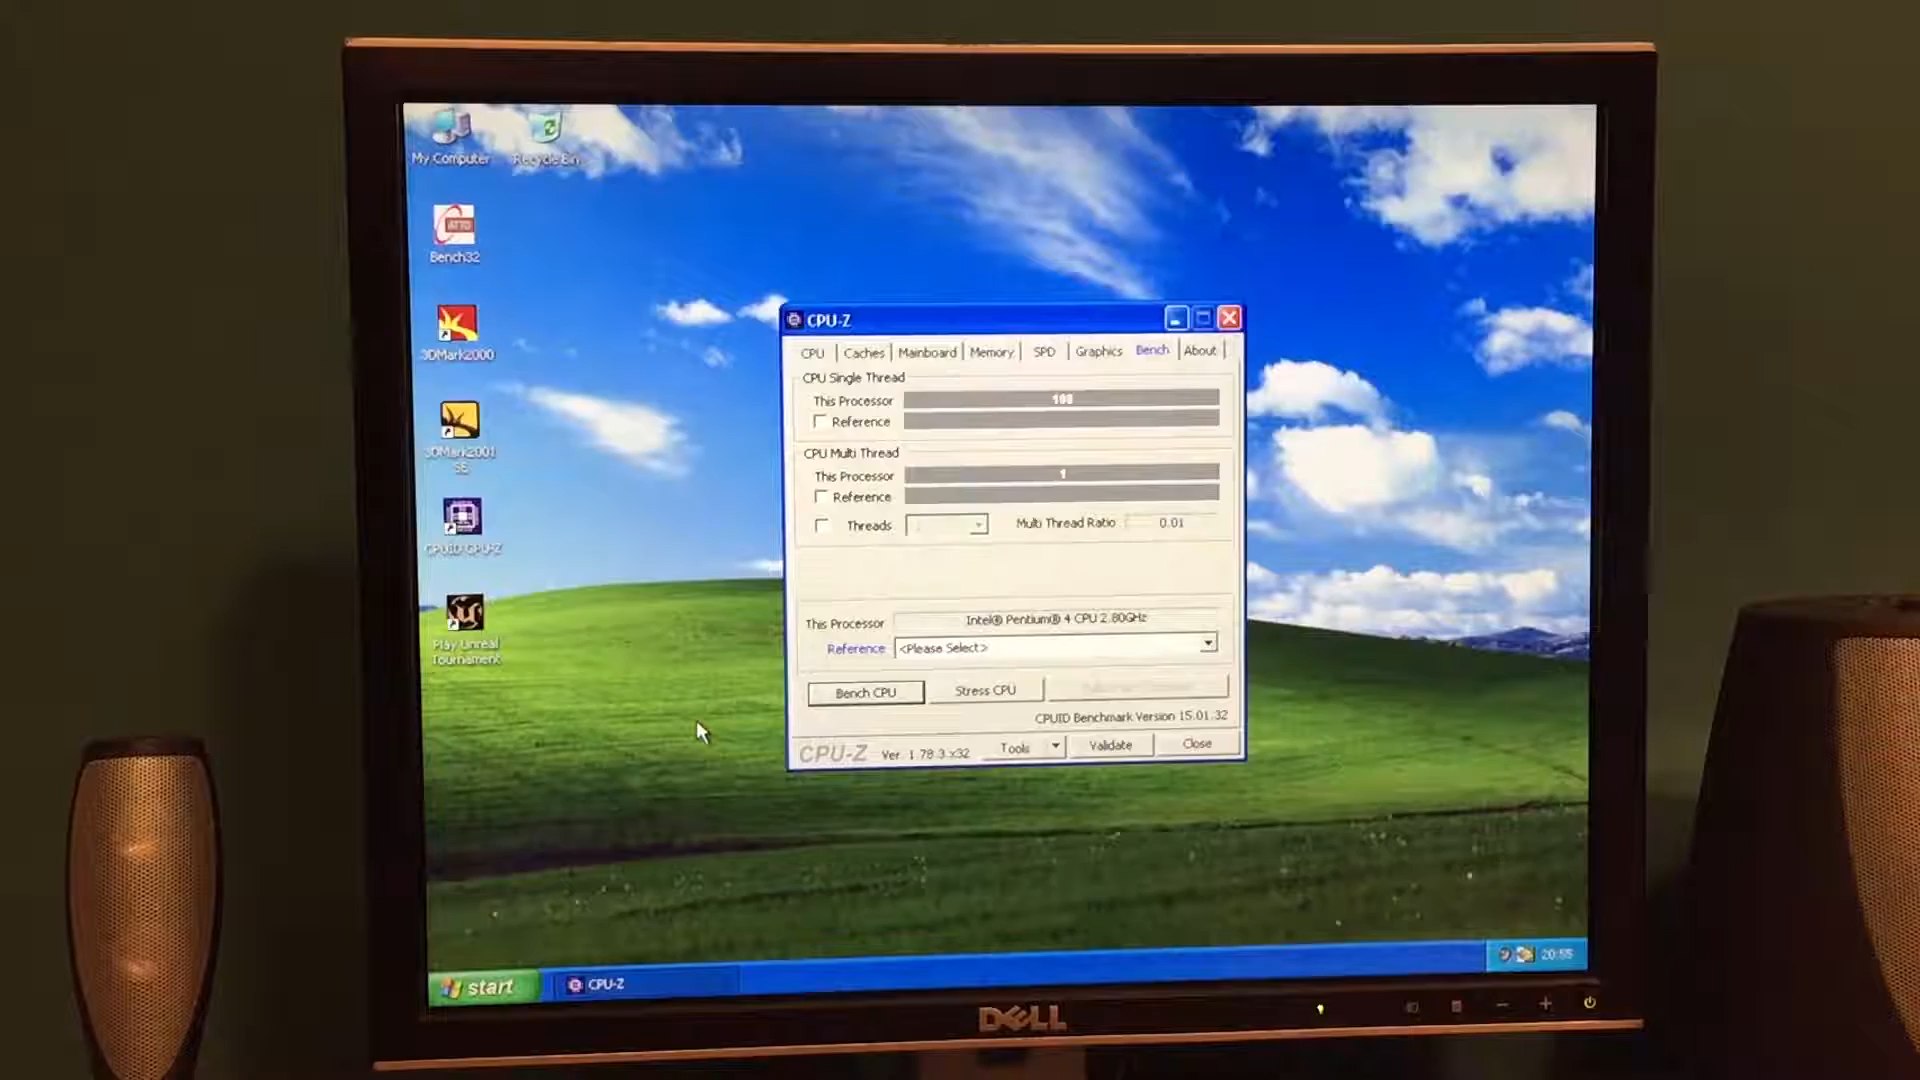 My Computer
Recycle Bin
ATTO
Bench32
3DMark2000
3DMark2001
SE
CPUID CPU-Z
Play Unreal
Tournament
CPU-Z
CPU
Caches
Mainboard
Memory
SPD
Graphics
Bench
About
CPU Single Thread
This Processor
Reference
CPU Multi Thread
This Processor 1
Reference
Threads
Multi Thread Ratio 0.01
This Processor Intel® Pentium® 4 CPU 2.80GHz
Reference <Please Select>
Bench CPU
Stress CPU
CPUID Benchmark Version 15.01.32
CPU-Z Ver. 1.78.3.x32
Tools
Validate
Close
start
CPU-Z
20:55
DELL